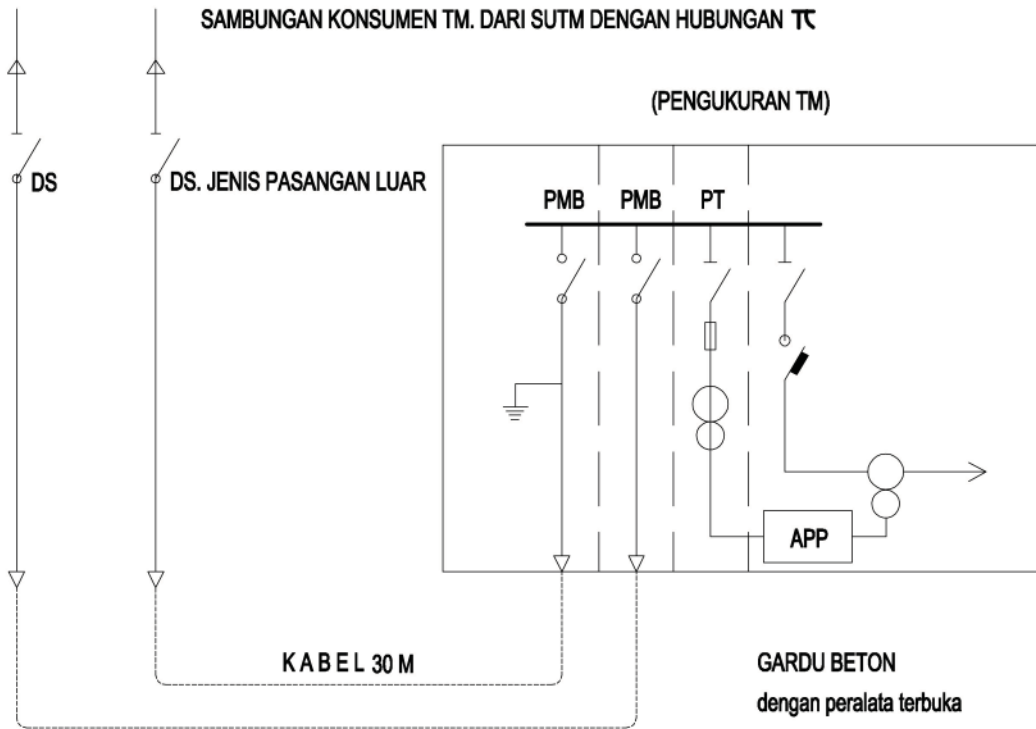 SAMBUNGAN KONSUMEN TM. DARI SUTM DENGAN HUBUNGAN π
(PENGUKURAN TM)
DS
DS. JENIS PASANGAN LUAR
PMB
PMB
PT
APP
KABEL 30 M
GARDU BETON
dengan peralata terbuka